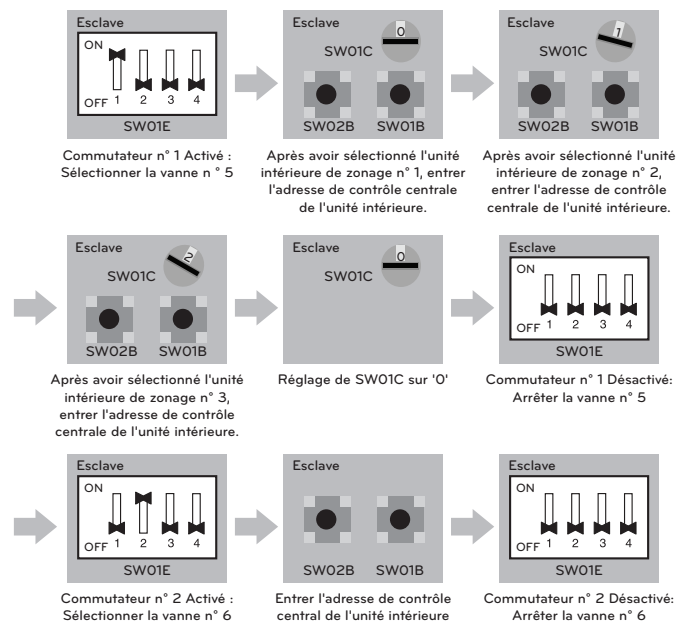 Esclave
ON
OFF 1 2 3 4
SW01E
Commutateur n° 1 Activé :
Sélectionner la vanne n ° 5
Esclave
0
SW01C
SW02B SW01B
Après avoir sélectionné l'unité
intérieure de zonage n° 1, entrer
l'adresse de contrôle centrale
de l'unité intérieure.
Esclave
1
SW01C
SW02B SW01B
Après avoir sélectionné l'unité
intérieure de zonage n° 2,
entrer l'adresse de contrôle
centrale de l'unité intérieure.
Esclave
2
SW01C
SW02B SW01B
Après avoir sélectionné l'unité
intérieure de zonage n° 3,
entrer l'adresse de contrôle
centrale de l'unité intérieure.
Esclave
0
SW01C
Réglage de SW01C sur '0'
Esclave
ON
OFF 1 2 3 4
SW01E
Commutateur n° 1 Désactivé:
Arrêter la vanne n° 5
Esclave
ON
OFF 1 2 3 4
SW01E
Commutateur n° 2 Activé :
Sélectionner la vanne n° 6
Esclave
SW02B SW01B
Entrer l'adresse de contrôle
central de l'unité intérieure
Esclave
ON
OFF 1 2 3 4
SW01E
Commutateur n° 2 Désactivé:
Arrêter la vanne n° 6